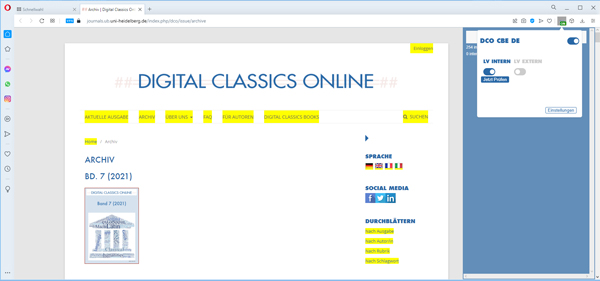 Schnellwahl
Archiv | Digital Classics O
VPN
journals.ub.uni-heidelberg.de/index.php/dco/issue/archive
Einloggen
##DIGITAL CLASSICS ONLINE##
AKTUELLE AUSGABE ARCHIV ÜBER UNS FAQ FÜR AUTOREN DIGITAL CLASSICS BOOKS SUCHEN
Home / Archiv
ARCHIV
BD. 7 (2021)
DIGITAL CLASSICS ONLINE
Band 7 (2021)
SPRACHE
SOCIAL MEDIA
DURCHBLÄTTERN
Nach Ausgabe
Nach Autor/in
Nach Rubrik
Nach Schlagwort
DCO CBE DE
LV INTERN LV EXTERN
Jetzt Prüfen
Einstellungen